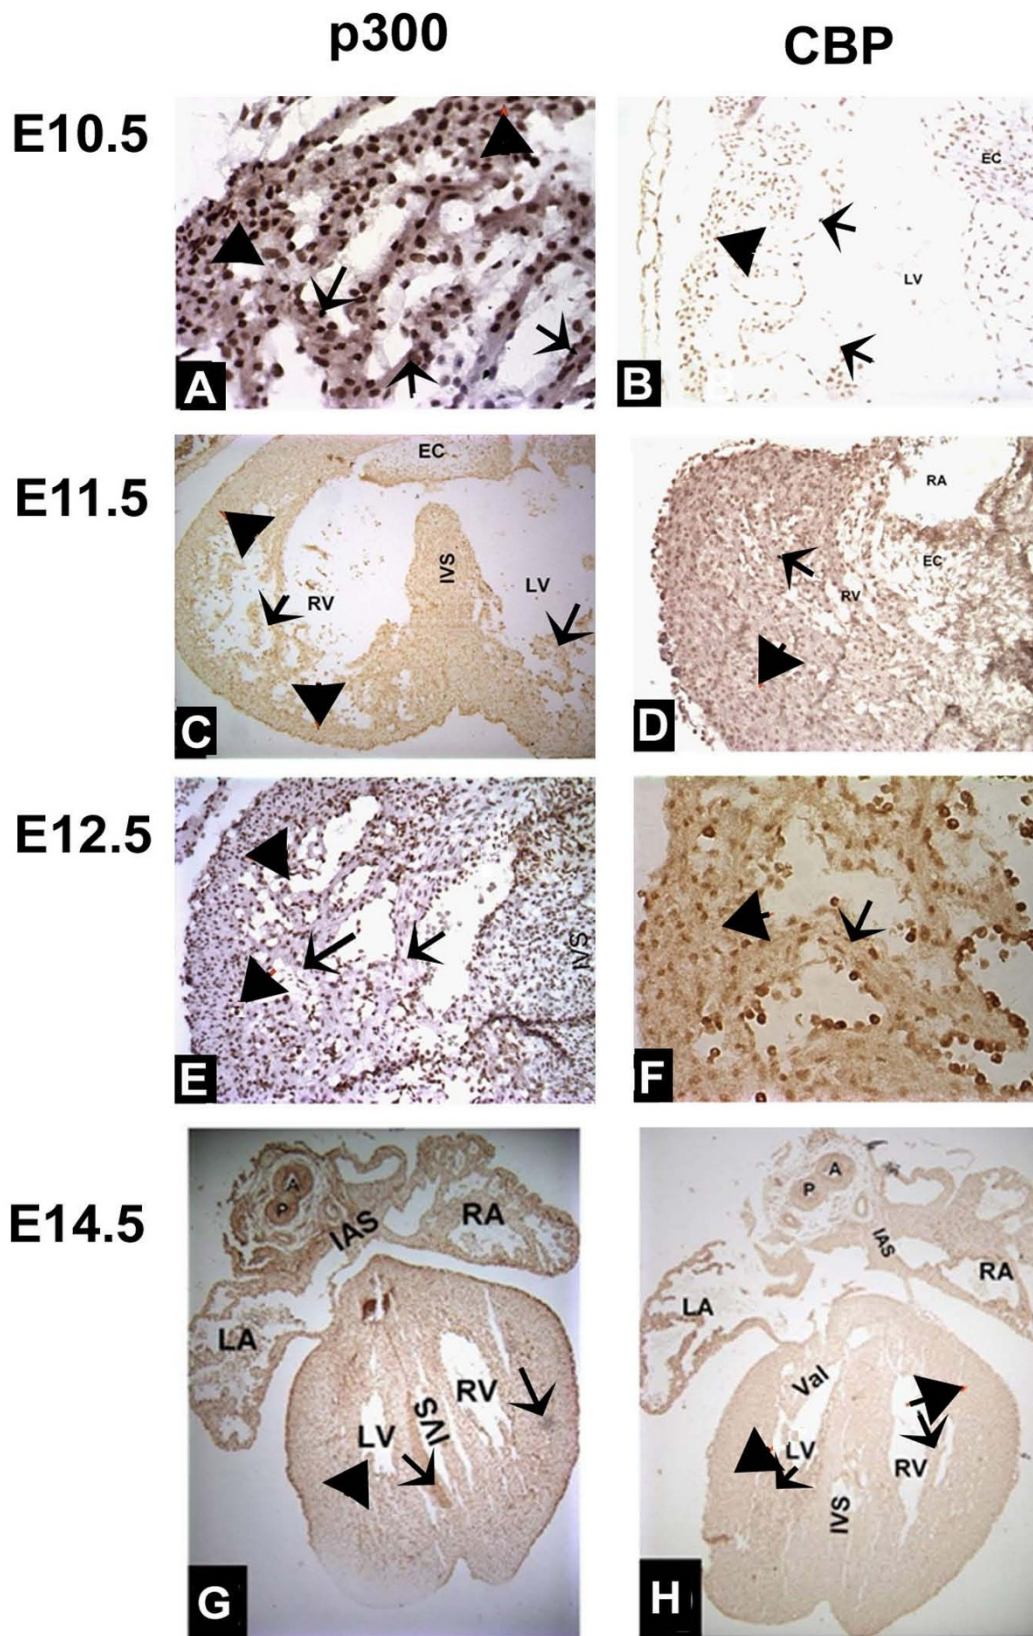 p300 CBP
E10.5
EC
LV
A B
E11.5
EC
RA
IVS
EC
LV
RV RV
C D
E12.5
IVS
E F
E14.5
A A
P P
RA
IAS IAS
RA
LA LA
Val
RV
IVS
LV LV
RV
IVS
G H